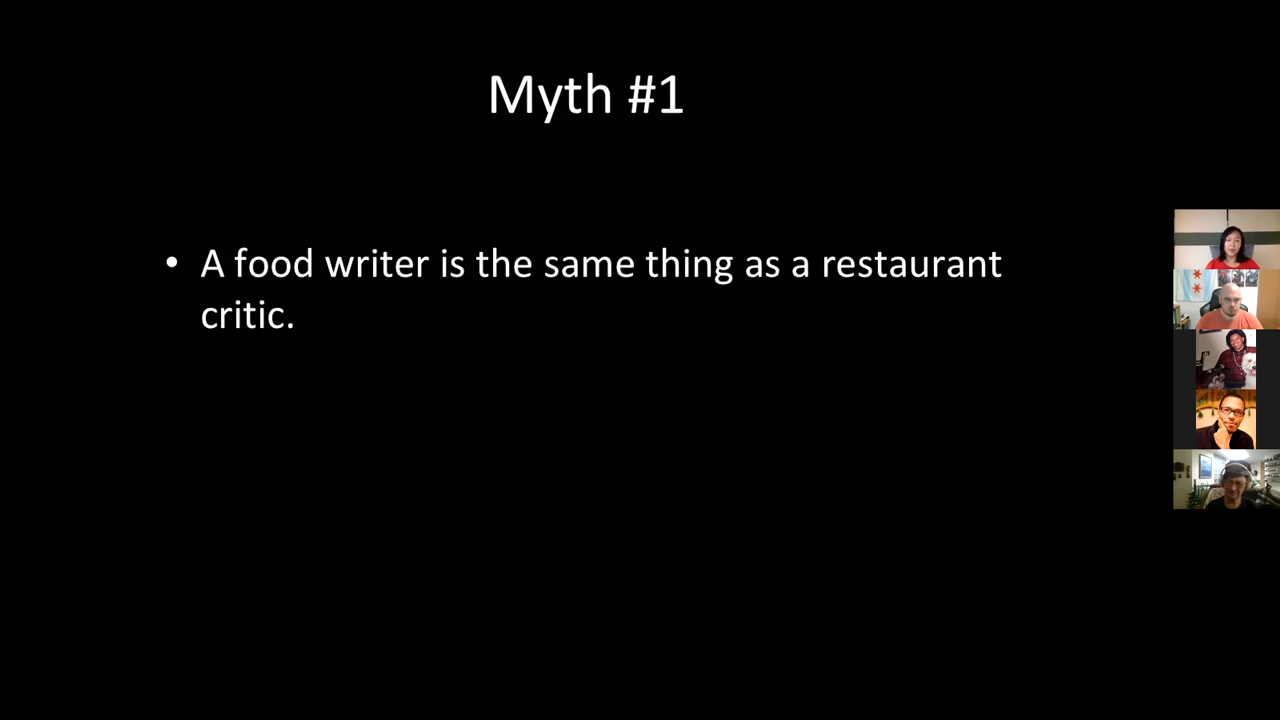 Myth #1
• A food writer is the same thing as a restaurant
critic.